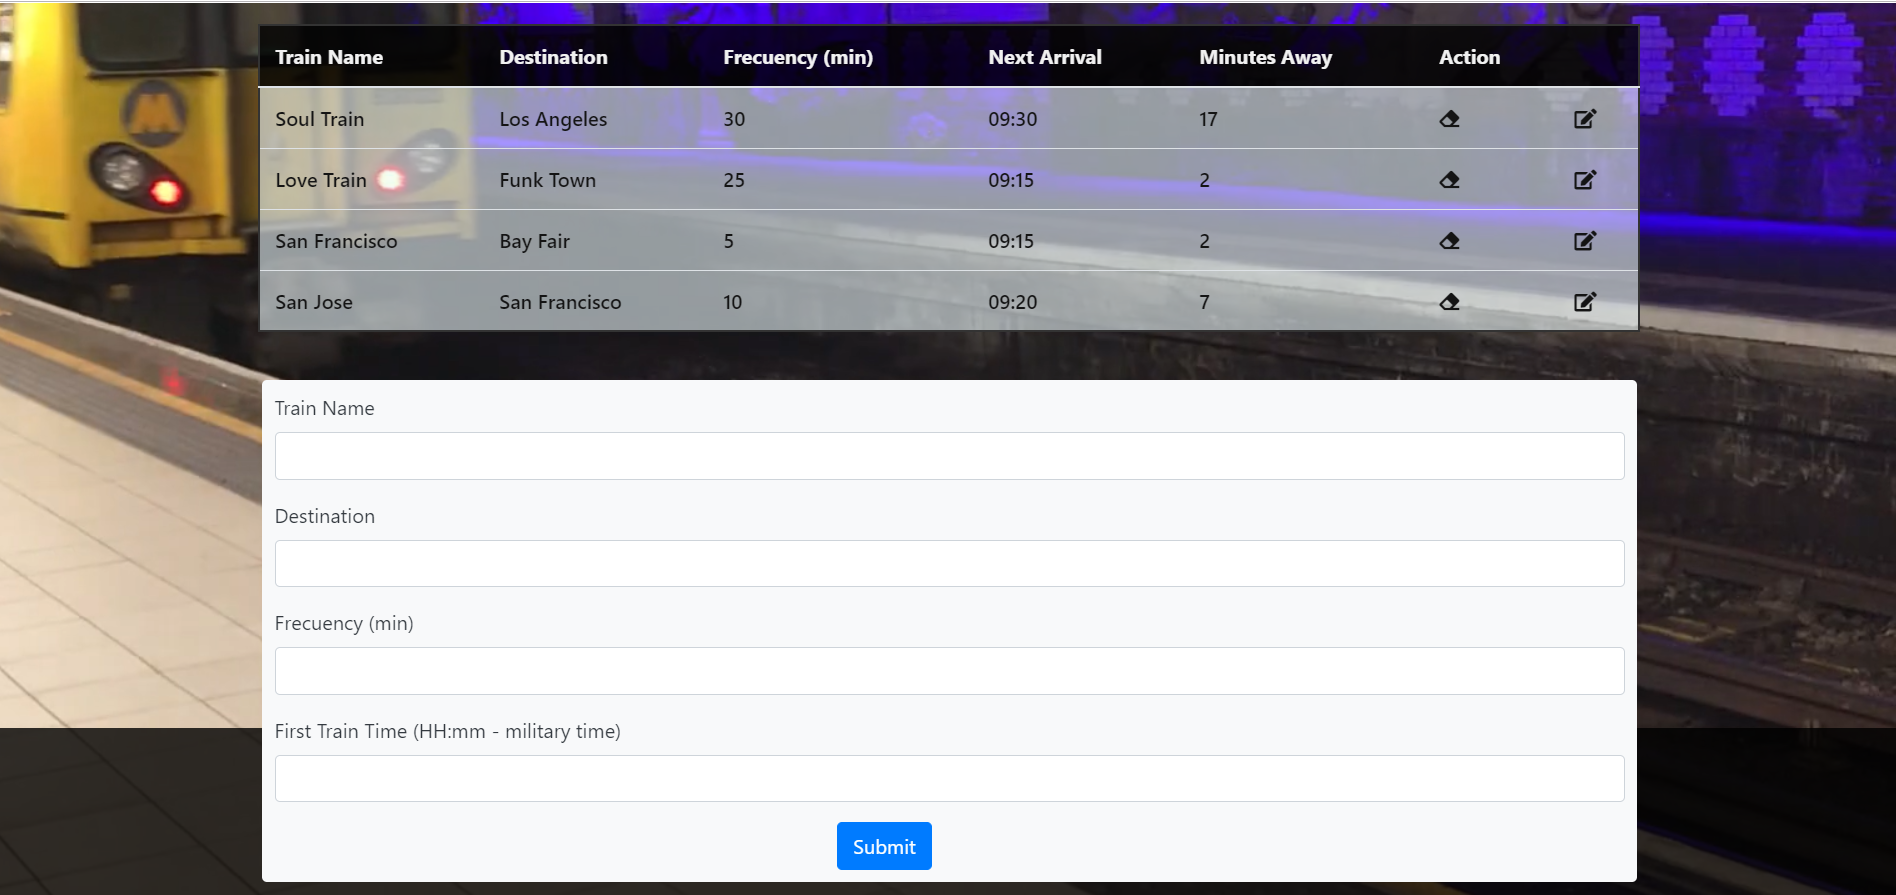 Train Name Destination Frecuency (min) Next Arrival Minutes Away Action
Soul Train Los Angeles 30 09:30 17
Love Train Funk Town 25 09:15 2
San Francisco Bay Fair 5 09:15 2
San Jose San Francisco 10 09:20 7
Train Name
Destination
Frecuency (min)
First Train Time (HH:mm - military time)
Submit